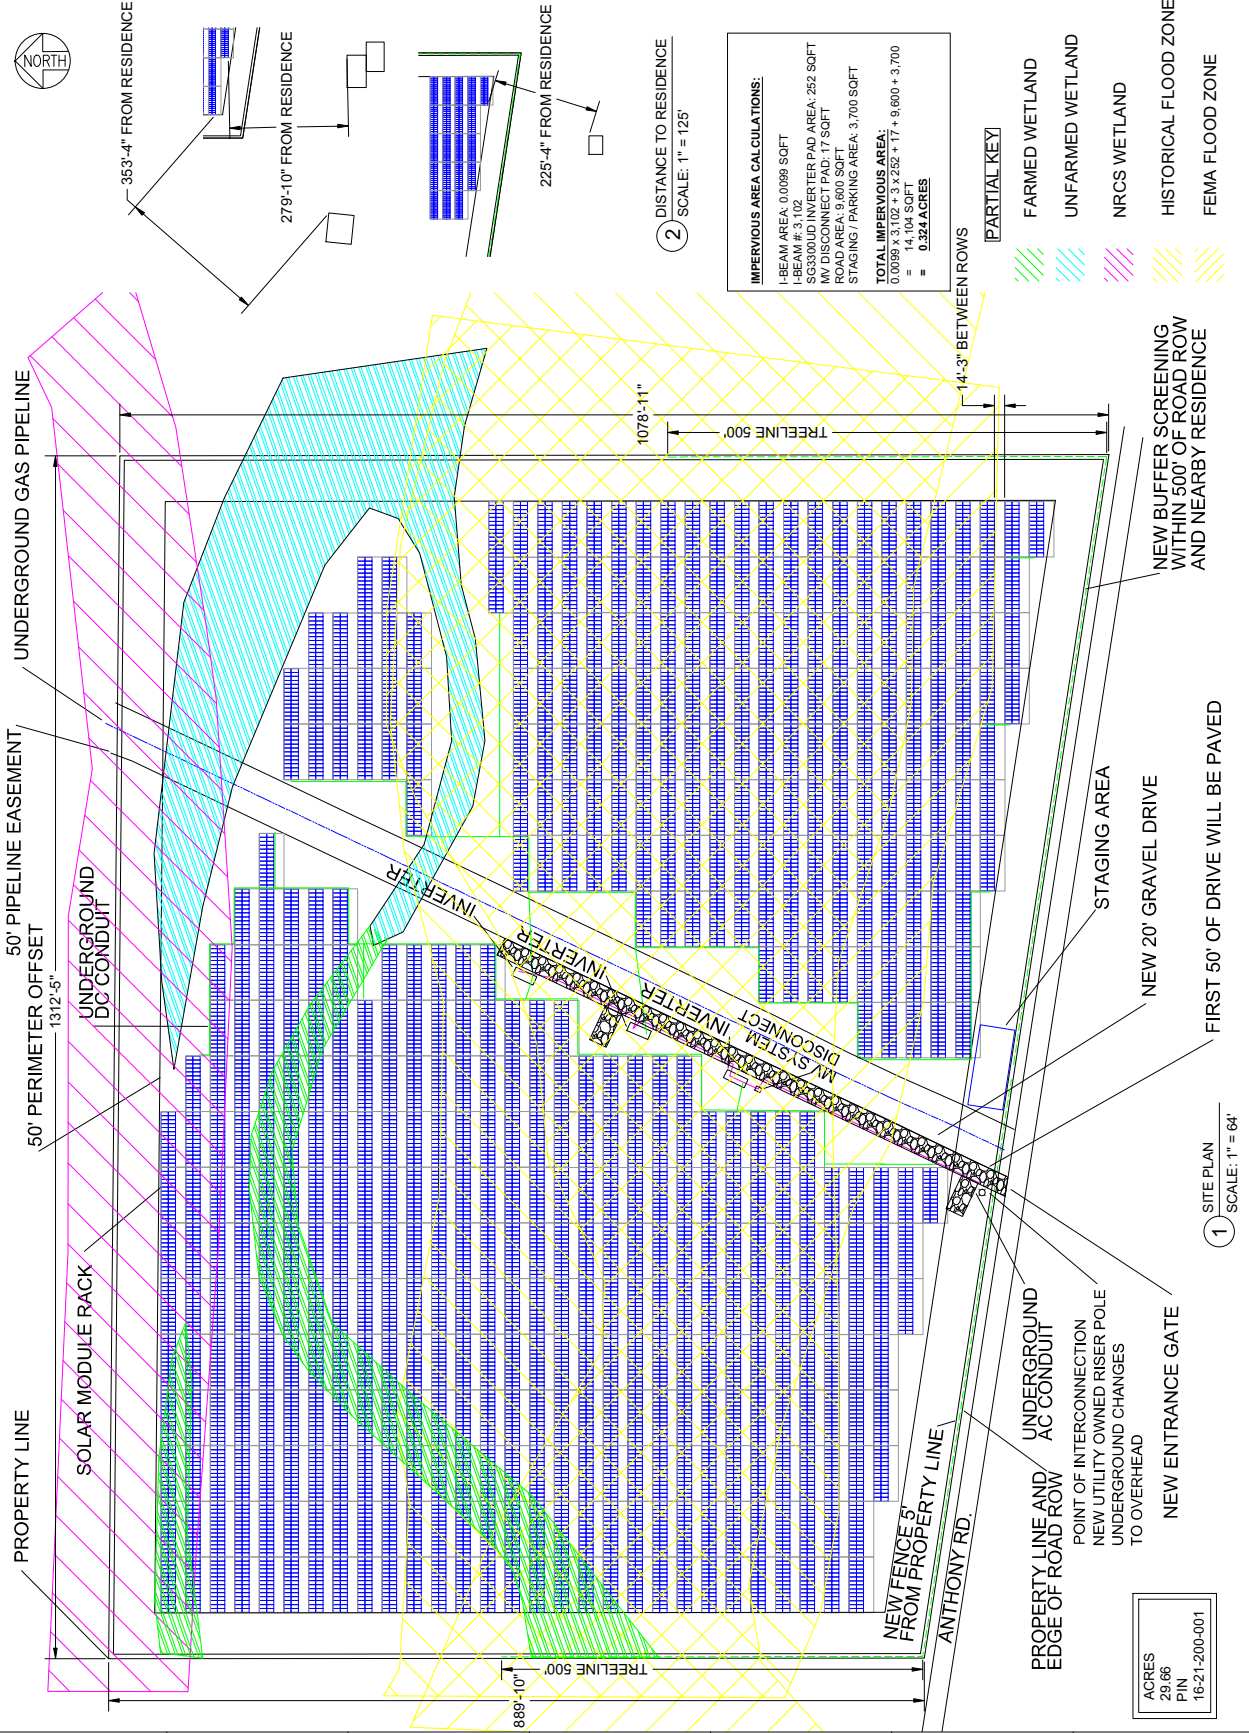 NORTH
353'-4" FROM RESIDENCE
279'-10" FROM RESIDENCE
225'-4" FROM RESIDENCE
2
DISTANCE TO RESIDENCE
SCALE: 1" = 125'
IMPERVIOUS AREA CALCULATIONS:
I-BEAM AREA: 0.0099 SQFT
I-BEAM #: 3,102
SG3300UD INVERTER PAD AREA: 252 SQFT
MV DISCONNECT PAD: 17 SQFT
ROAD AREA: 9,600 SQFT
STAGING / PARKING AREA: 3,700 SQFT
TOTAL IMPERVIOUS AREA:
0.0099 x 3,102 + 3 x 252 + 17 + 9,600 + 3,700
= 14,104 SQFT
= 0.324 ACRES
PARTIAL KEY
FARMED WETLAND
UNFARMED WETLAND
NRCS WETLAND
HISTORICAL FLOOD ZONE
FEMA FLOOD ZONE
14'-3" BETWEEN ROWS
1078'-11"
TREELINE 500'
UNDERGROUND GAS PIPELINE
50' PIPELINE EASEMENT
50' PERIMETER OFFSET
1312'-5"
UNDERGROUND
DC CONDUIT
SOLAR MODULE RACK
PROPERTY LINE
INVERTER
INVERTER
INVERTER
INVERTER
MV SYSTEM
DISCONNECT
NEW BUFFER SCREENING
WITHIN 500' OF ROAD ROW
AND NEARBY RESIDENCE
STAGING AREA
NEW 20' GRAVEL DRIVE
FIRST 50' OF DRIVE WILL BE PAVED
1
SITE PLAN
SCALE: 1" = 64'
NEW ENTRANCE GATE
UNDERGROUND
AC CONDUIT
POINT OF INTERCONNECTION
NEW UTILITY OWNED RISER POLE
UNDERGROUND CHANGES
TO OVERHEAD
PROPERTY LINE AND
EDGE OF ROAD ROW
ANTHONY RD.
NEW FENCE 5'
FROM PROPERTY LINE
TREELINE 500'
889'-10"
ACRES
29.66
PIN
16-21-200-001